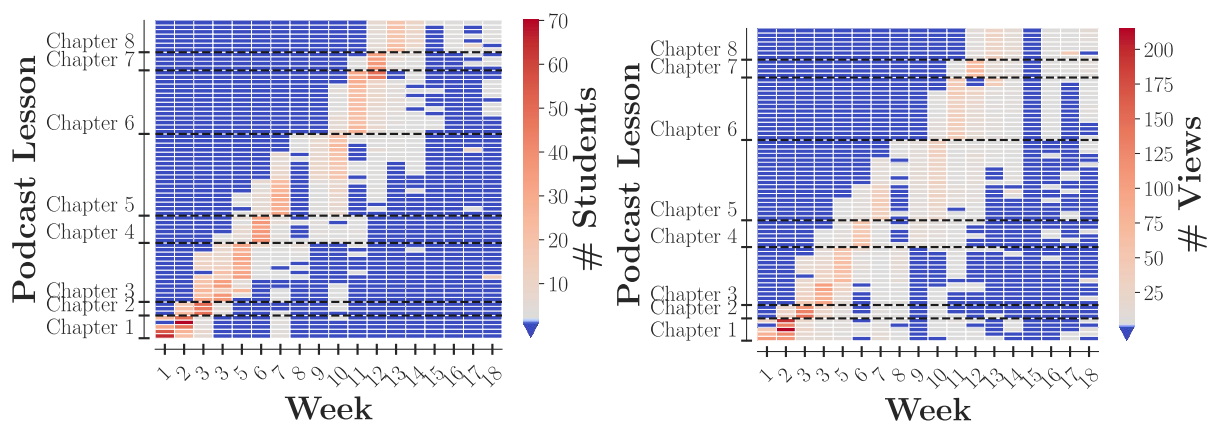 Podcast Lesson
Chapter 8
Chapter 7
Chapter 6
Chapter 5
Chapter 4
Chapter 3
Chapter 2
Chapter 1
1 2 3 3 5 6 7 8 9 10 11 12 13 14 15 16 17 18
Week
70
60
50
40
30
20
10
# Students
Podcast Lesson
Chapter 8
Chapter 7
Chapter 6
Chapter 5
Chapter 4
Chapter 3
Chapter 2
Chapter 1
1 2 3 3 5 6 7 8 9 10 11 12 13 14 15 16 17 18
Week
200
175
150
125
100
75
50
25
# Views